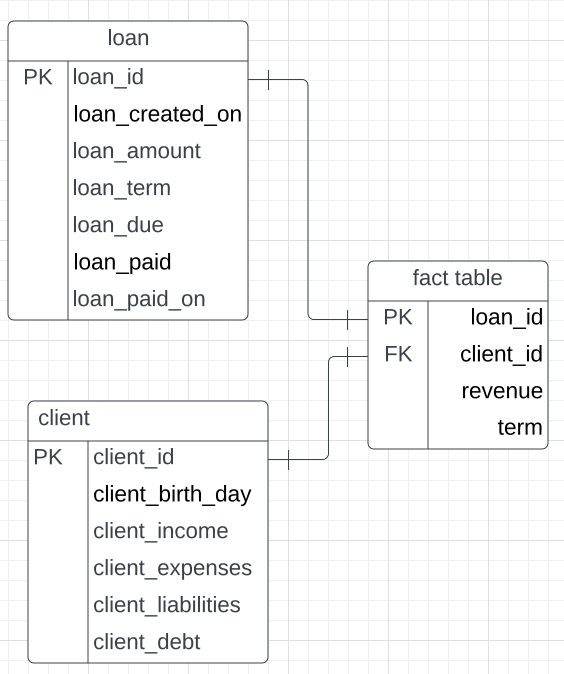 loan
PK loan_id
loan_created_on
loan_amount
loan_term
loan_due
loan_paid
loan_paid_on
fact table
PK loan_id
FK client_id
revenue
term
client
PK client_id
client_birth_day
client_income
client_expenses
client_liabilities
client_debt